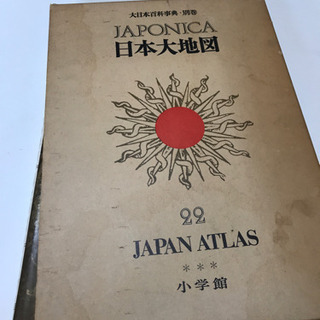 大日本百科事典・別巻
JAPONICA
日本大地図
22
JAPAN ATLAS
***
小学館